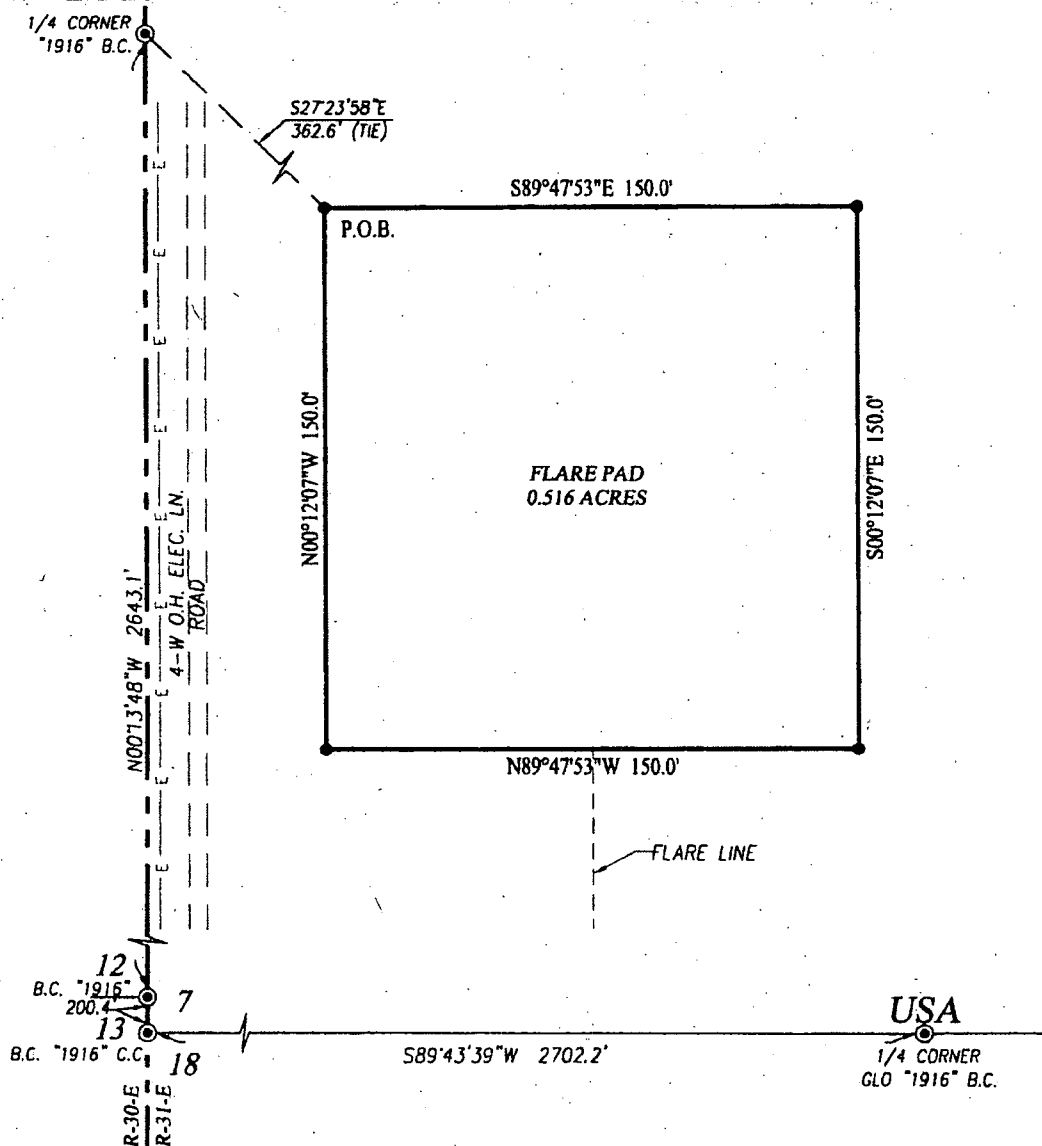 1/4 CORNER
"1916" B.C.
S27°23'58"E
362.6' (TIE)
S89°47'53"E 150.0'
P.O.B.
N00°12'07"W 150.0'
FLARE PAD
0.516 ACRES
S00°12'07"E 150.0'
N89°47'53"W 150.0'
FLARE LINE
N00°13'48"W 2643.1'
E
E
E
E
E
E
E
E
E
4-W O.H. ELEC. LN.
ROAD
12
B.C. "1916"
200.4'
7
13
B.C. "1916" C.C.
18
S89°43'39"W 2702.2'
USA
1/4 CORNER
GLO "1916" B.C.
R-30-E
R-31-E